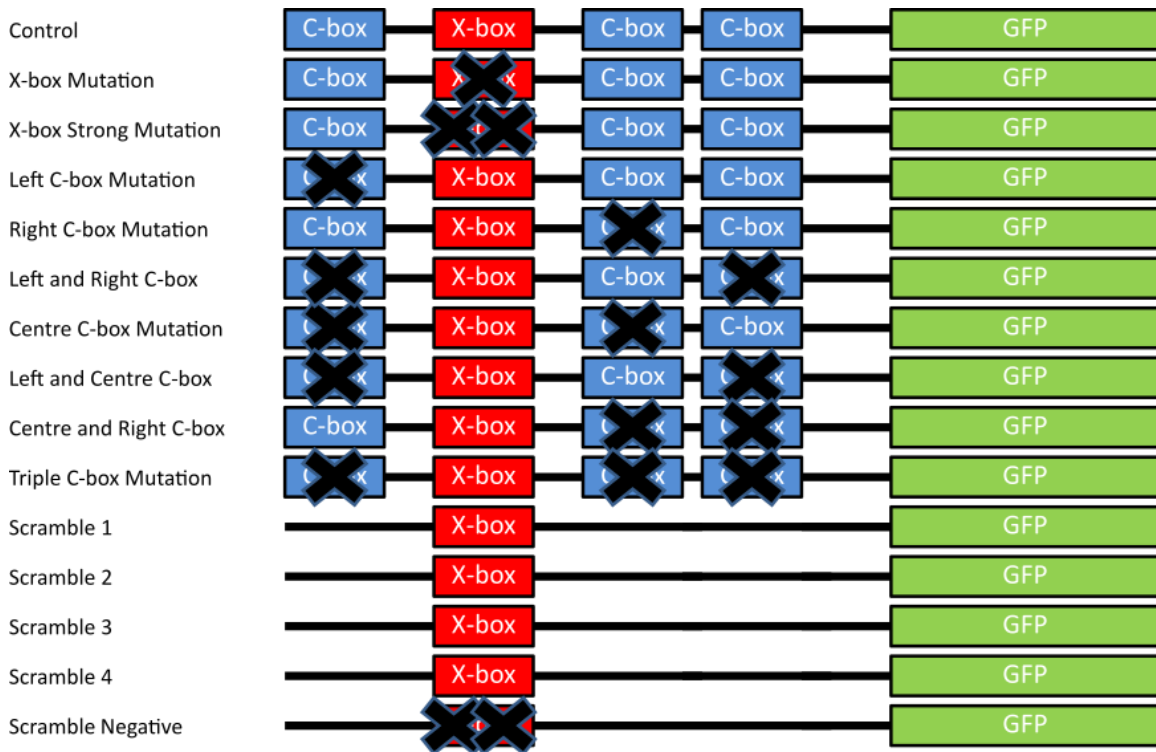 Control C-box X-box C-box C-box GFP
X-box Mutation C-box C-box C-box GFP
X-box Strong Mutation C-box C-box C-box GFP
Left C-box Mutation X-box C-box C-box GFP
Right C-box Mutation C-box X-box C-box GFP
Left and Right C-box X-box C-box GFP
Centre C-box Mutation X-box C-box GFP
Left and Centre C-box X-box C-box GFP
Centre and Right C-box C-box X-box GFP
Triple C-box Mutation X-box GFP
Scramble 1 X-box GFP
Scramble 2 X-box GFP
Scramble 3 X-box GFP
Scramble 4 X-box GFP
Scramble Negative GFP